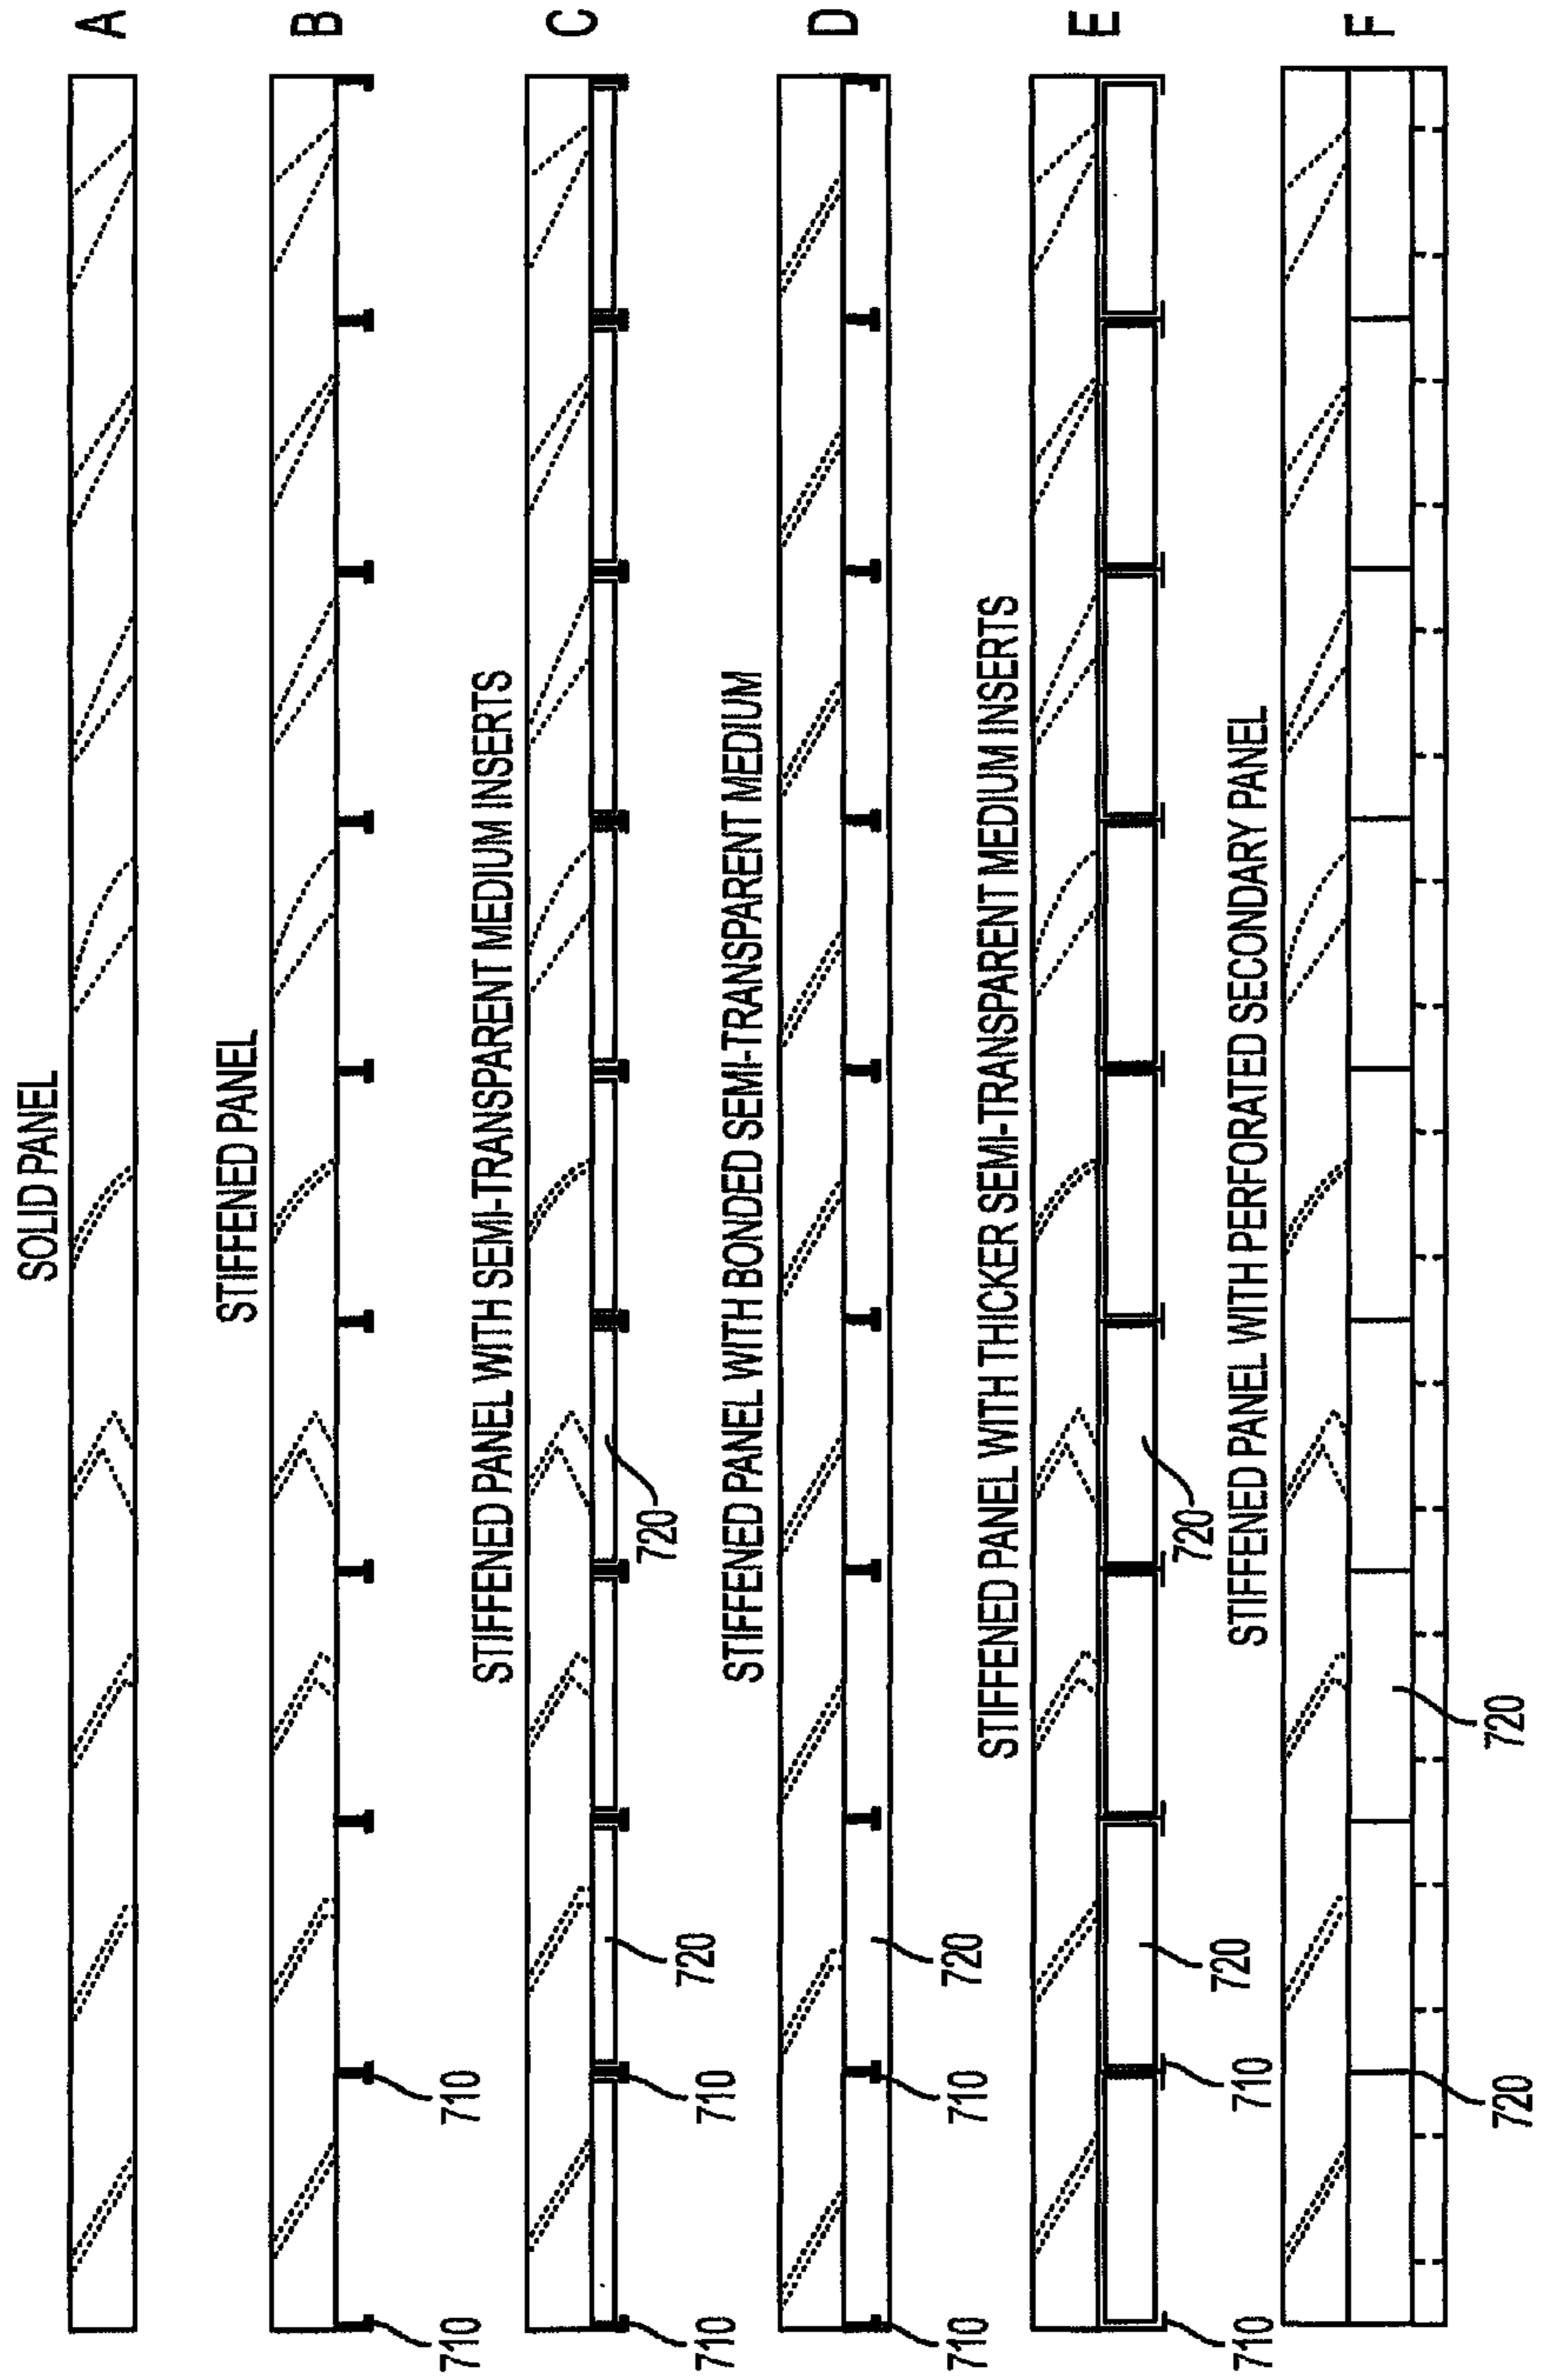 SOLID PANEL
A
STIFFENED PANEL
B
710
710
STIFFENED PANEL WITH SEMI-TRANSPARENT MEDIUM INSERTS
C
710
710
720
720
STIFFENED PANEL WITH BONDED SEMI-TRANSPARENT MEDIUM
D
710
710
720
STIFFENED PANEL WITH THICKER SEMI-TRANSPARENT MEDIUM INSERTS
E
710
710
720
720
STIFFENED PANEL WITH PERFORATED SECONDARY PANEL
F
720
720